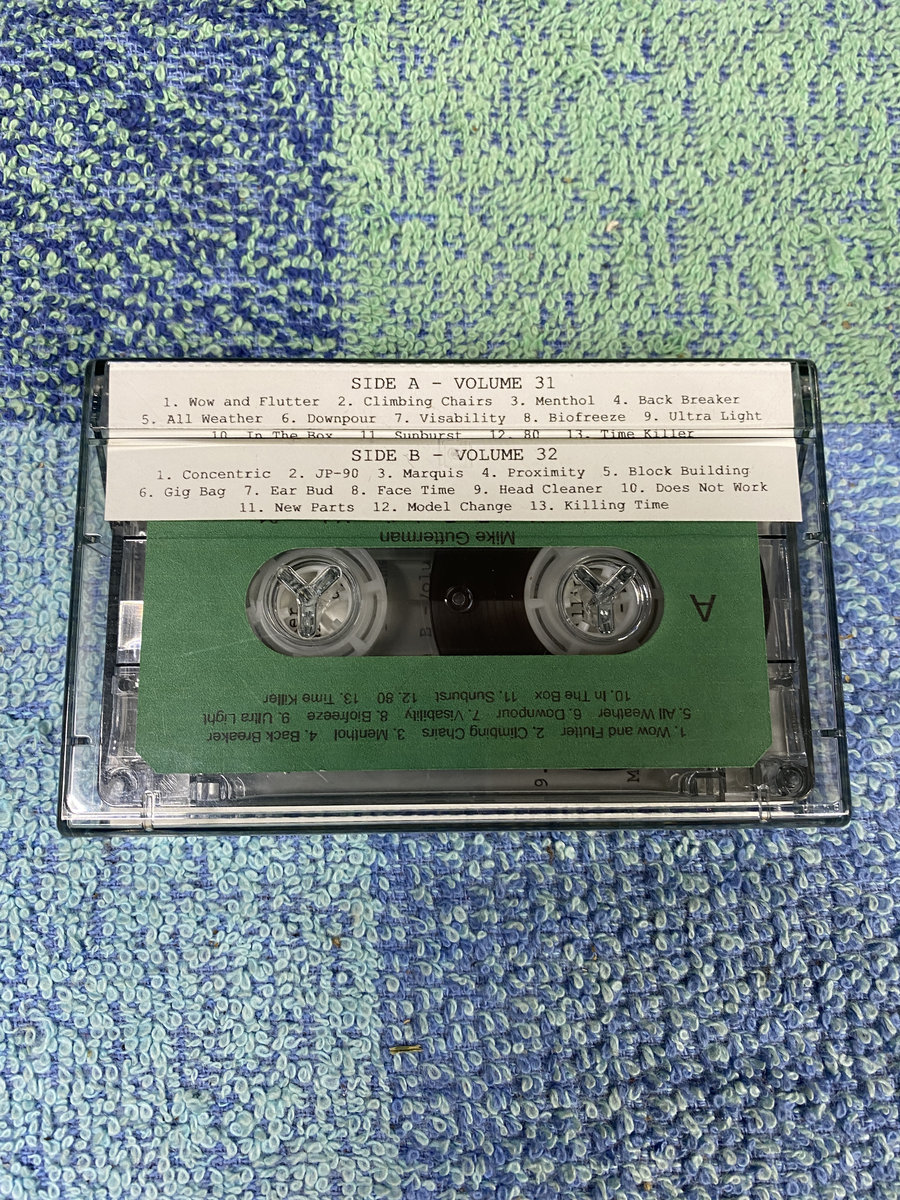 SIDE A - VOLUME 31
1. Wow and Flutter 2. Climbing Chairs 3. Menthol 4. Back Breaker
5. All Weather 6. Downpour 7. Visability 8. Biofreeze 9. Ultra Light
10. In The Box 11. Sunburst 12. 80 13. Time Killer
SIDE B - VOLUME 32
1. Concentric 2. JP-90 3. Marquis 4. Proximity 5. Block Building
6. Gig Bag 7. Ear Bud 8. Face Time 9. Head Cleaner 10. Does Not Work
11. New Parts 12. Model Change 13. Killing Time
Mike Gutterman
A
1. Wow and Flutter 2. Climbing Chairs 3. Menthol 4. Back Breaker
5. All Weather 6. Downpour 7. Visability 8. Biofreeze 9. Ultra Light
10. In The Box 11. Sunburst 12. 80 13. Time Killer